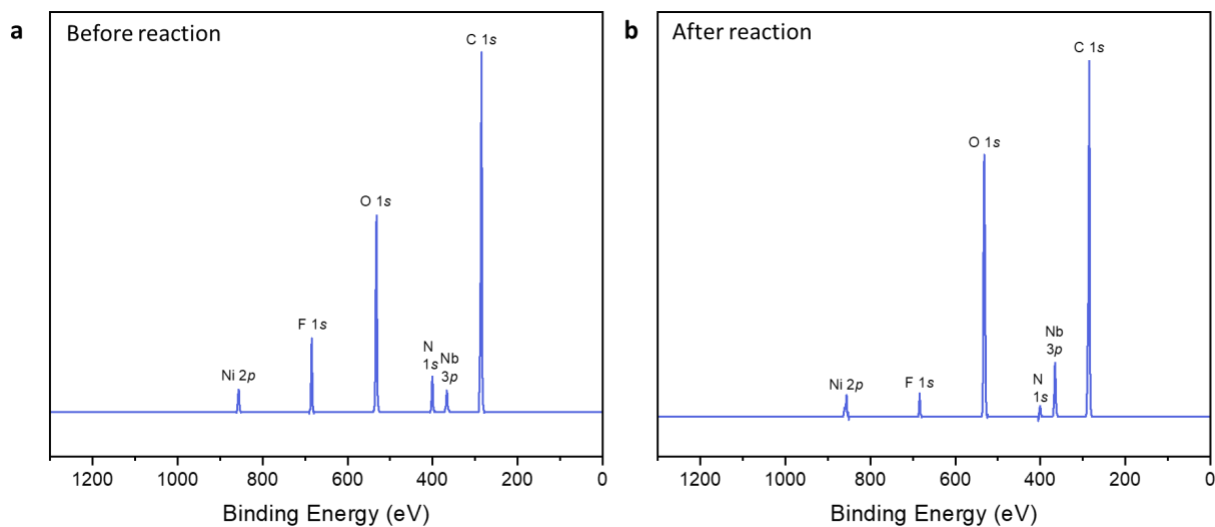 a
Before reaction
C 1s
O 1s
F 1s
N
1s
Nb
3p
Ni 2p
1200 1000 800 600 400 200 0
Binding Energy (eV)
b
After reaction
C 1s
O 1s
Nb
3p
Ni 2p
F 1s
N
1s
1200 1000 800 600 400 200 0
Binding Energy (eV)